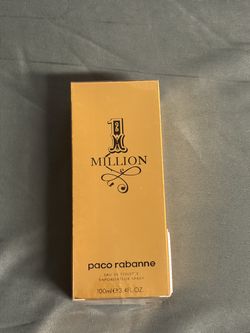 1
MILLION
paco rabanne
EAU DE TOILETTE
VAPORISATEUR SPRAY
100ml℮3.4FL.OZ.